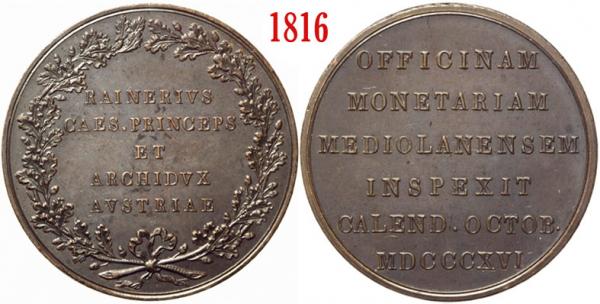 1816
RAINERIVS
CAES. PRINCEPS
ET
ARCHIDVX
AVSTRIAE
OFFICINAM
MONETARIAM
MEDIOLANENSEM
INSPEXIT
CALEND. OCTOB.
MDCCCXVI